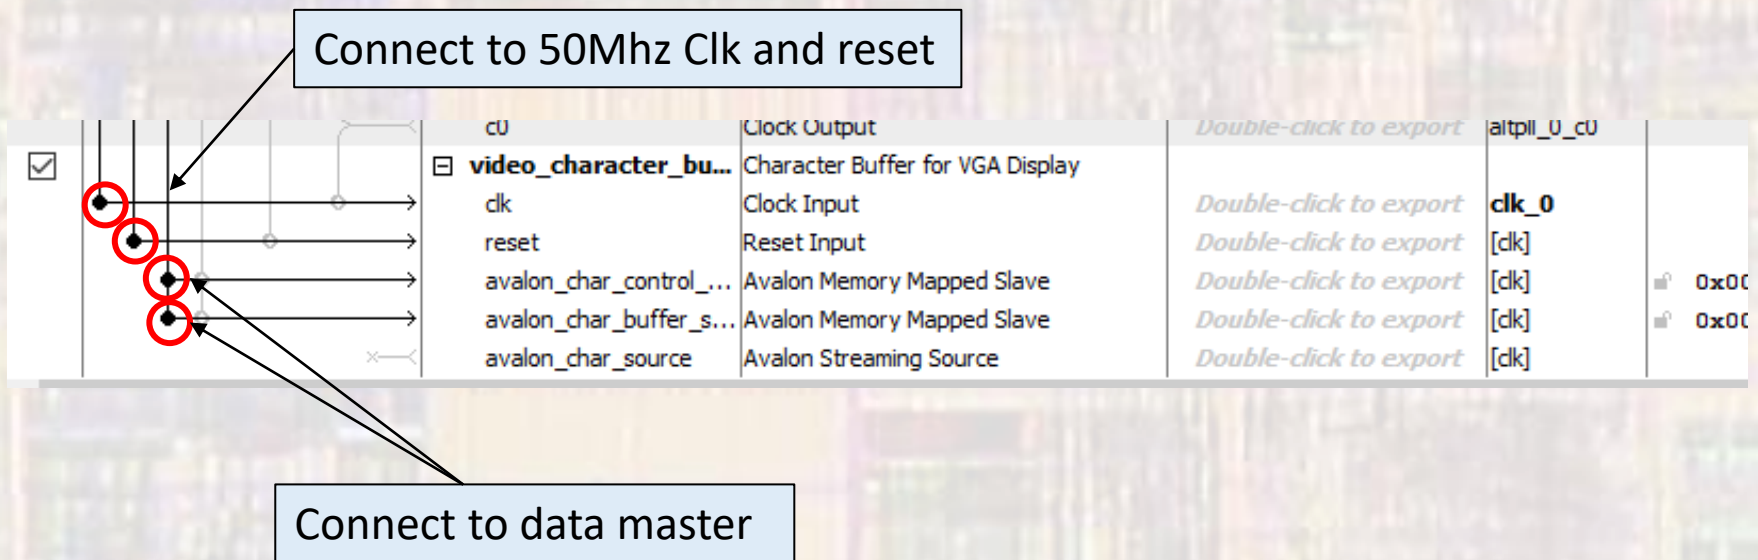 Connect to 50Mhz Clk and reset
c0 Clock Output Double-click to export altpll_0_c0
video_character_bu... Character Buffer for VGA Display
clk Clock Input Double-click to export clk_0
reset Reset Input Double-click to export [clk]
avalon_char_control_... Avalon Memory Mapped Slave Double-click to export [clk] 0x00
avalon_char_buffer_s... Avalon Memory Mapped Slave Double-click to export [clk] 0x00
avalon_char_source Avalon Streaming Source Double-click to export [clk]
Connect to data master